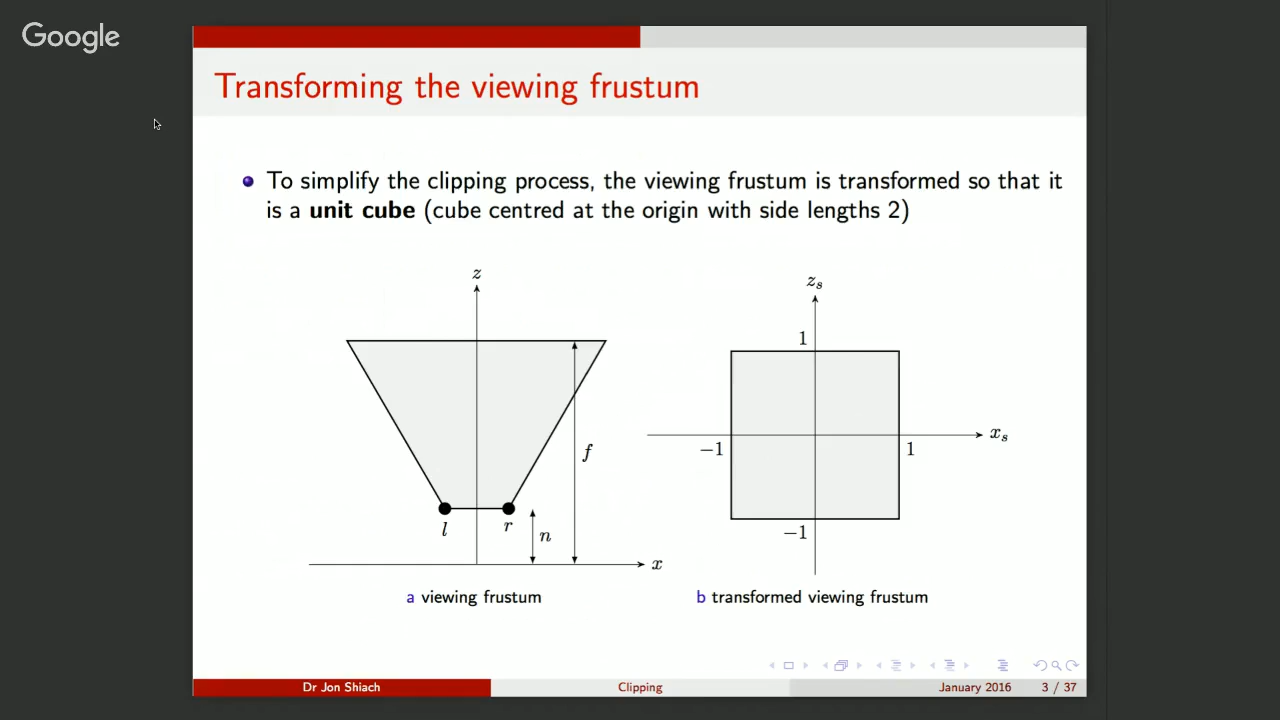 Google
Transforming the viewing frustum
To simplify the clipping process, the viewing frustum is transformed so that it
is a unit cube (cube centred at the origin with side lengths 2)
z
f
l
r
n
x
a viewing frustum
z_s
1
x_s
−1
1
−1
b transformed viewing frustum
Dr Jon Shiach
Clipping
January 2016
3 / 37